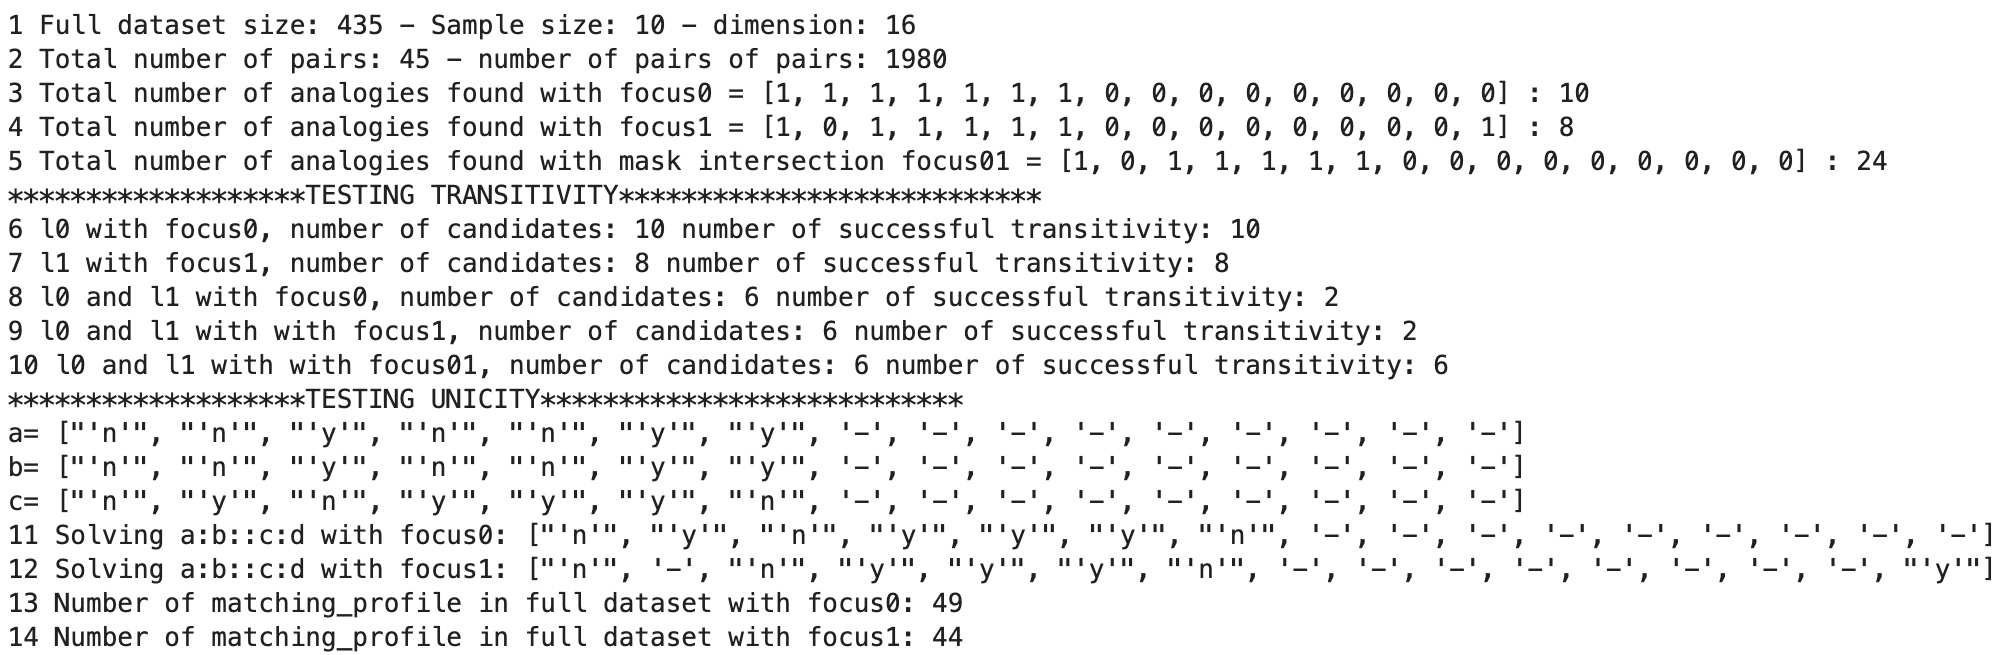 1 Full dataset size: 435 – Sample size: 10 – dimension: 16
2 Total number of pairs: 45 – number of pairs of pairs: 1980
3 Total number of analogies found with focus0 = [1, 1, 1, 1, 1, 1, 1, 0, 0, 0, 0, 0, 0, 0, 0, 0] : 10
4 Total number of analogies found with focus1 = [1, 0, 1, 1, 1, 1, 1, 0, 0, 0, 0, 0, 0, 0, 0, 1] : 8
5 Total number of analogies found with mask intersection focus01 = [1, 0, 1, 1, 1, 1, 1, 0, 0, 0, 0, 0, 0, 0, 0, 0] : 24
*******************TESTING TRANSITIVITY***************************
6 l0 with focus0, number of candidates: 10 number of successful transitivity: 10
7 l1 with focus1, number of candidates: 8 number of successful transitivity: 8
8 l0 and l1 with focus0, number of candidates: 6 number of successful transitivity: 2
9 l0 and l1 with with focus1, number of candidates: 6 number of successful transitivity: 2
10 l0 and l1 with with focus01, number of candidates: 6 number of successful transitivity: 6
*******************TESTING UNICITY***************************
a= ["'n'", "'n'", "'y'", "'n'", "'n'", "'y'", "'y'", '–', '–', '–', '–', '–', '–', '–', '–', '–']
b= ["'n'", "'n'", "'y'", "'n'", "'n'", "'y'", "'y'", '–', '–', '–', '–', '–', '–', '–', '–', '–']
c= ["'n'", "'y'", "'n'", "'y'", "'y'", "'y'", "'n'", '–', '–', '–', '–', '–', '–', '–', '–', '–']
11 Solving a:b::c:d with focus0: ["'n'", "'y'", "'n'", "'y'", "'y'", "'y'", "'n'", '–', '–', '–', '–', '–', '–', '–', '–', '–']
12 Solving a:b::c:d with focus1: ["'n'", '–', "'n'", "'y'", "'y'", "'y'", "'n'", '–', '–', '–', '–', '–', '–', '–', '–', "'y'"]
13 Number of matching_profile in full dataset with focus0: 49
14 Number of matching_profile in full dataset with focus1: 44